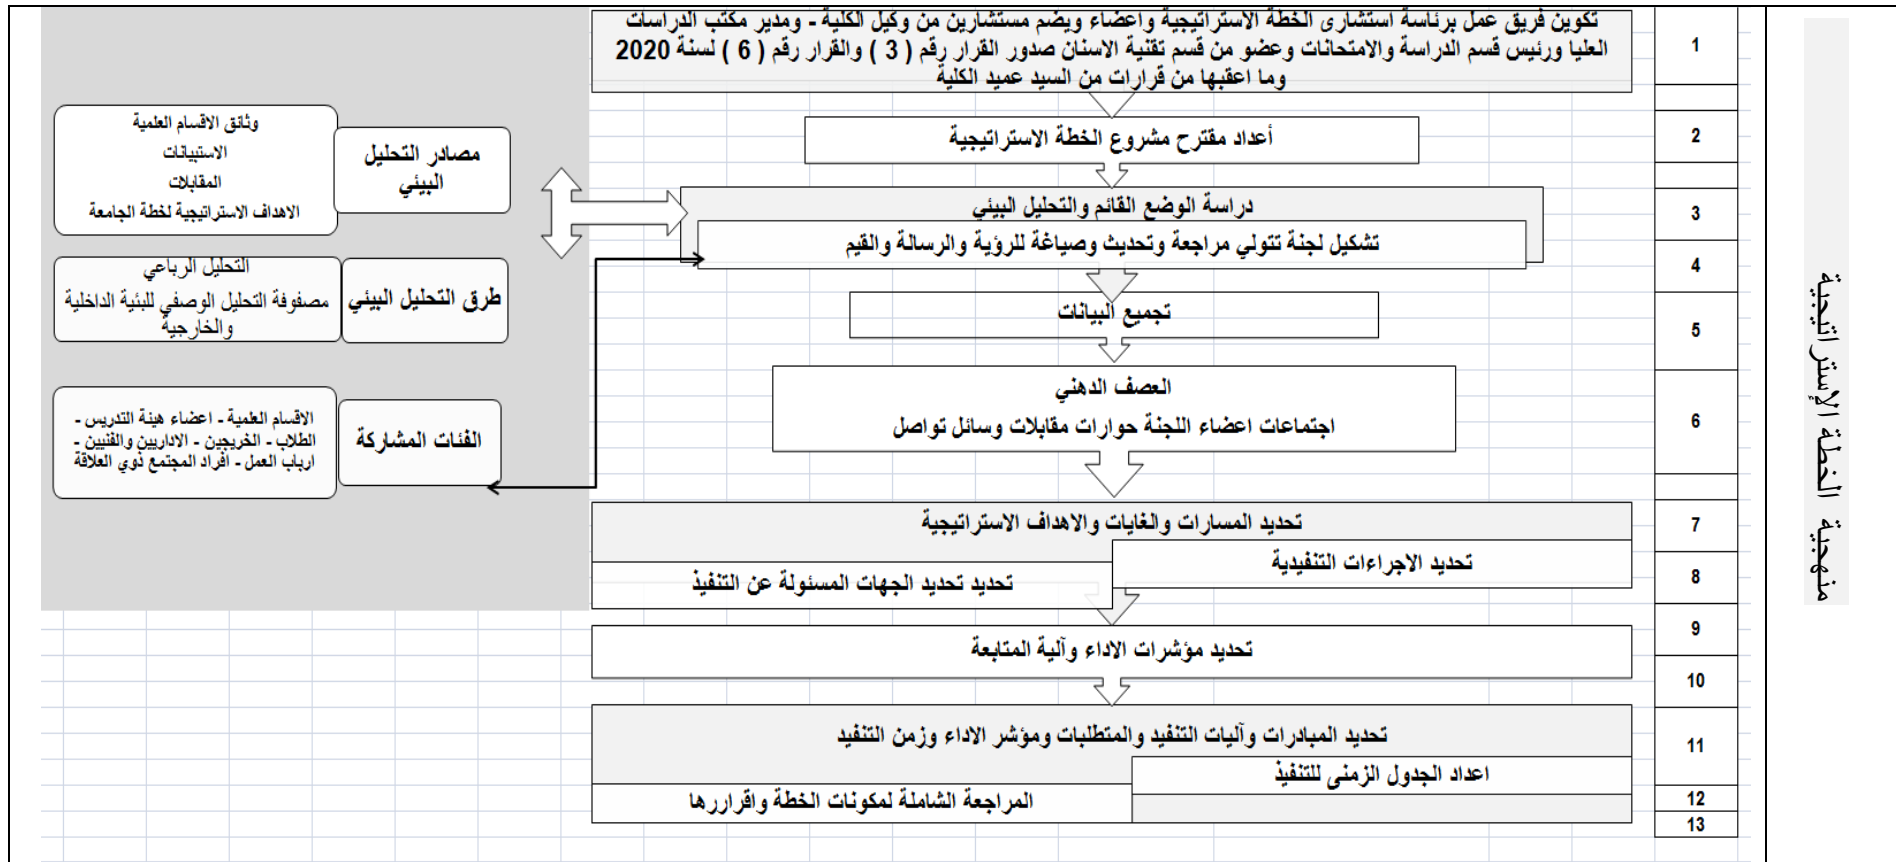 منهجية الخطة الإستراتيجية
1
تكوين فريق عمل برئاسة استشارى الخطة الاستراتيجية واعضاء ويضم مستشارين من وكيل الكلية - ومدير مكتب الدراسات
العليا ورئيس قسم الدراسة والامتحانات وعضو من قسم تقنية الاسنان صدور القرار رقم ( 3 ) والقرار رقم ( 6 ) لسنة 2020
وما اعقبها من قرارات من السيد عميد الكلية
2
أعداد مقترح مشروع الخطة الاستراتيجية
3
دراسة الوضع القائم والتحليل البيئي
4
تشكيل لجنة تتولي مراجعة وتحديث وصياغة للرؤية والرسالة والقيم
5
تجميع البيانات
6
العصف الدهني
اجتماعات اعضاء اللجنة حوارات مقابلات وسائل تواصل
7
تحديد المسارات والغايات والاهداف الاستراتيجية
8
تحديد الاجراءات التنفيدية
تحديد تحديد الجهات المسئولة عن التنفيذ
9
تحديد مؤشرات الاداء وآلية المتابعة
10
11
تحديد المبادرات وآليات التنفيد والمتطلبات ومؤشر الاداء وزمن التنفيد
اعداد الجدول الزمنى للتنفيذ
12
المراجعة الشاملة لمكونات الخطة واقراررها
13
مصادر التحليل
البيئي
وثائق الاقسام العلمية
الاستبيانات
المقابلات
الاهداف الاستراتيجية لخطة الجامعة
طرق التحليل البيئي
التحليل الرباعي
مصفوفة التحليل الوصفي للبئية الداخلية
والخارجية
الفئات المشاركة
الاقسام العلمية - اعضاء هيئة التدريس -
الطلاب - الخريجين - الاداريين والفنيين -
ارباب العمل - افراد المجتمع ذوي العلاقة